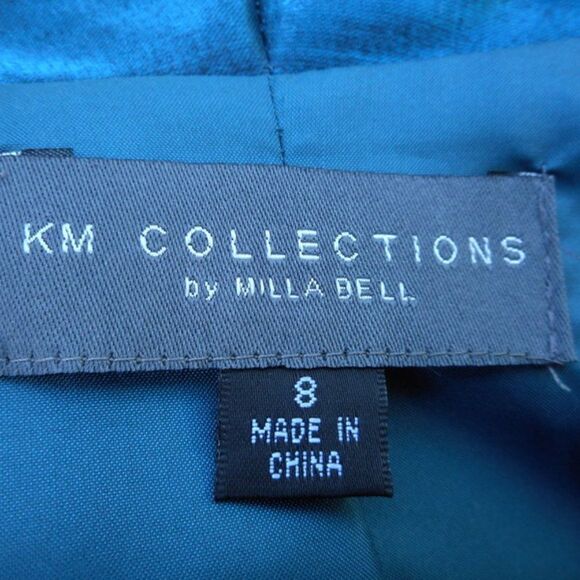 KM COLLECTIONS
by MILLA BELL
8
MADE IN
CHINA